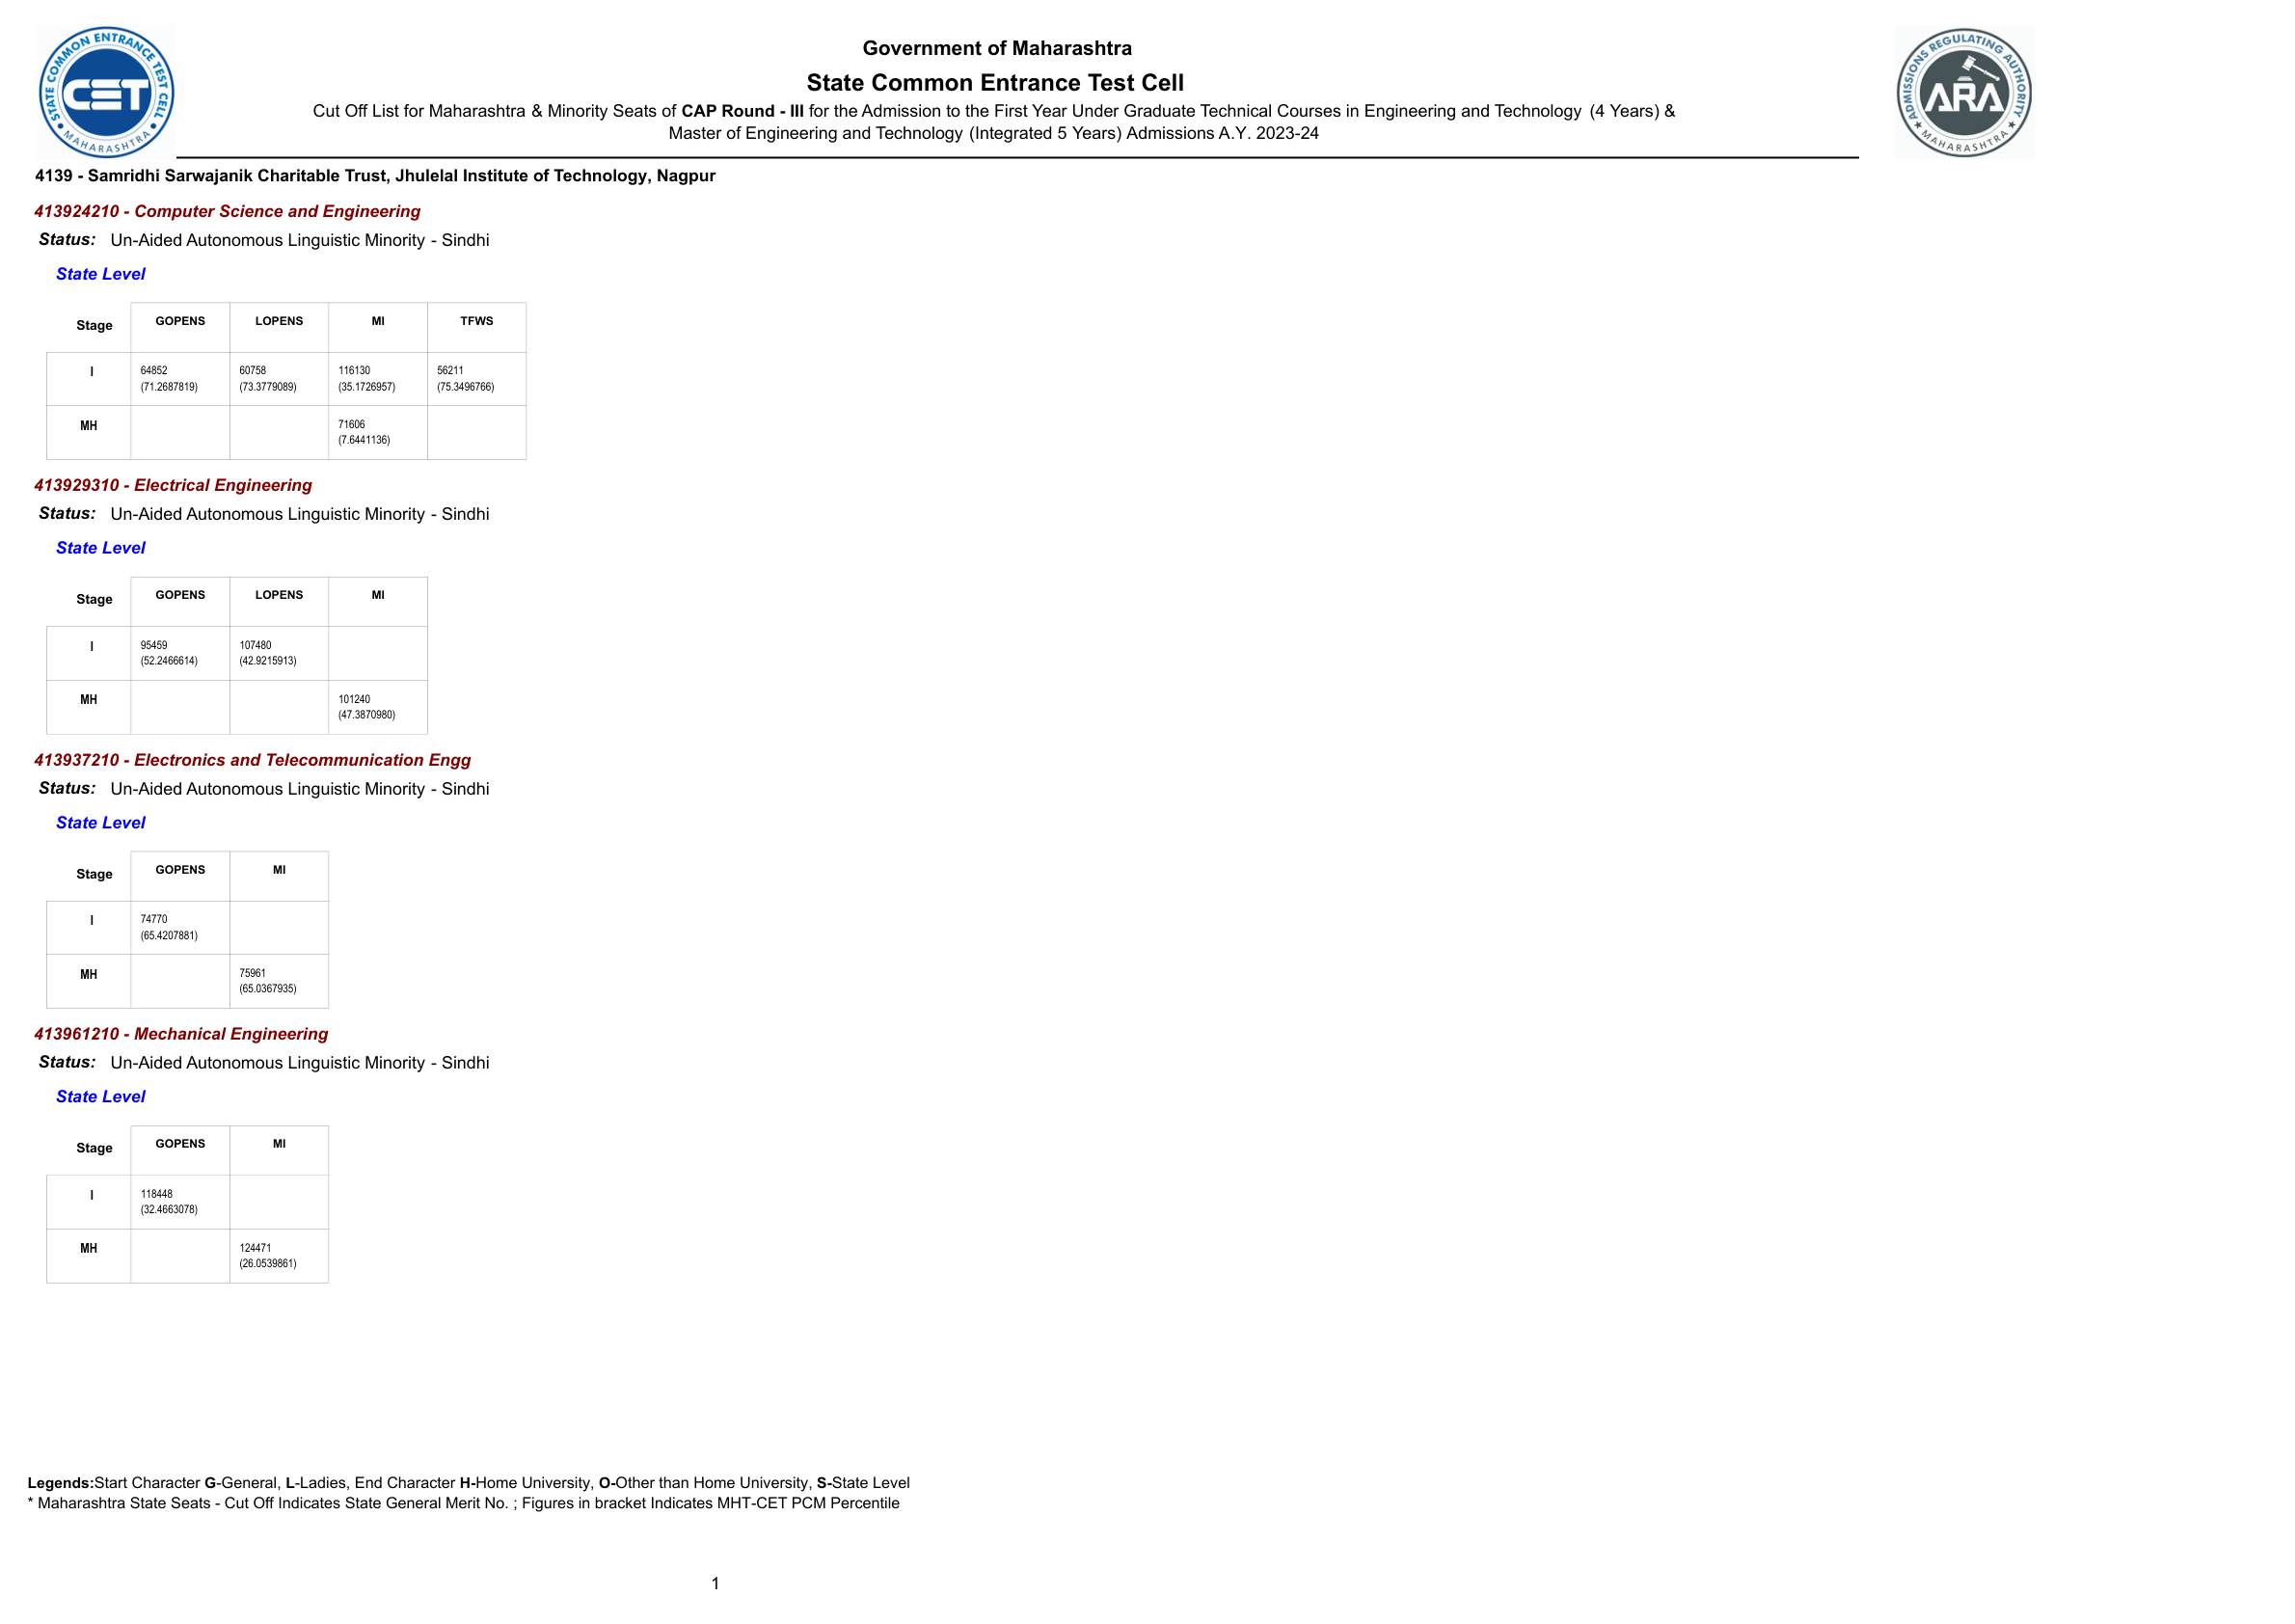 STATE COMMON ENTRANCE TEST CELL
CET
MAHARASHTRA
ADMISSIONS REGULATING AUTHORITY
ARA
MAHARASHTRA
Government of Maharashtra
State Common Entrance Test Cell
Cut Off List for Maharashtra & Minority Seats of CAP Round - III for the Admission to the First Year Under Graduate Technical Courses in Engineering and Technology (4 Years) &
Master of Engineering and Technology (Integrated 5 Years) Admissions A.Y. 2023-24
4139 - Samridhi Sarwajanik Charitable Trust, Jhulelal Institute of Technology, Nagpur
413924210 - Computer Science and Engineering
Status: Un-Aided Autonomous Linguistic Minority - Sindhi
State Level
Stage GOPENS LOPENS MI TFWS
I 64852 60758 116130 56211
(71.2687819) (73.3779089) (35.1726957) (75.3496766)
MH 71606
(7.6441136)
413929310 - Electrical Engineering
Status: Un-Aided Autonomous Linguistic Minority - Sindhi
State Level
Stage GOPENS LOPENS MI
I 95459 107480
(52.2466614) (42.9215913)
MH 101240
(47.3870980)
413937210 - Electronics and Telecommunication Engg
Status: Un-Aided Autonomous Linguistic Minority - Sindhi
State Level
Stage GOPENS MI
I 74770
(65.4207881)
MH 75961
(65.0367935)
413961210 - Mechanical Engineering
Status: Un-Aided Autonomous Linguistic Minority - Sindhi
State Level
Stage GOPENS MI
I 118448
(32.4663078)
MH 124471
(26.0539861)
Legends:Start Character G-General, L-Ladies, End Character H-Home University, O-Other than Home University, S-State Level
* Maharashtra State Seats - Cut Off Indicates State General Merit No. ; Figures in bracket Indicates MHT-CET PCM Percentile
1